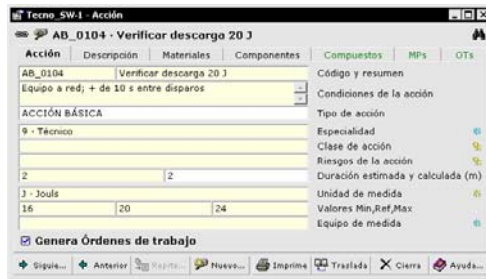 Tecno_SW-1 - Acción
AB_0104 - Verificar descarga 20 J
Acción Descripción Materiales Componentes Compuestos MPs OTs
AB_0104 Verificar descarga 20 J Código y resumen
Equipo a red; + de 10 s entre disparos Condiciones de la acción
ACCIÓN BÁSICA Tipo de acción
9 - Técnico Especialidad
Clase de acción
Riesgos de la acción
2 2 Duración estimada y calculada (m)
J - Jouls Unidad de medida
16 20 24 Valores Min,Ref,Max
Equipo de medida
Genera Órdenes de trabajo
Siguie... Anterior Repite... Nuevo... Imprime Traslada Cierra Ayuda...